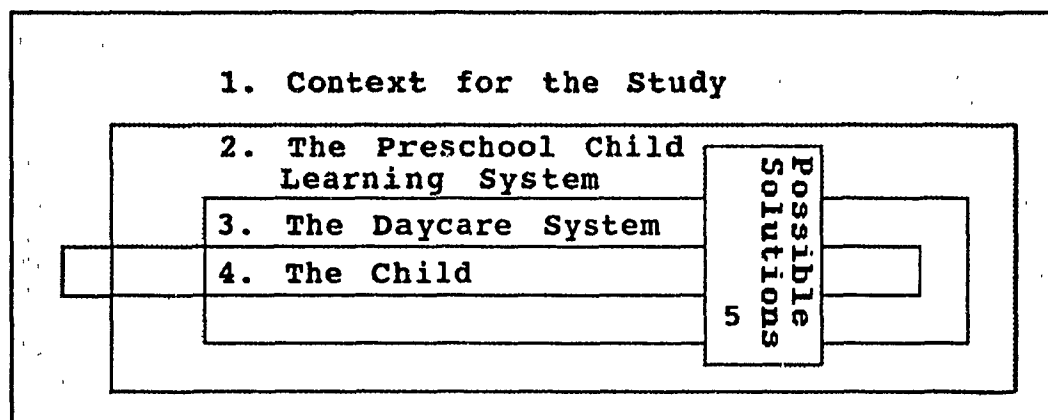 1. Context for the Study
2. The Preschool Child
Learning System
3. The Daycare System
4. The Child
5
Possible
Solutions